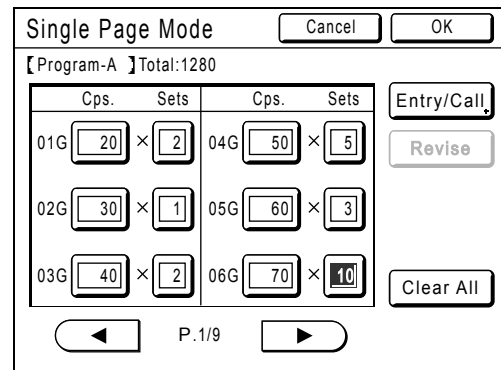 Single Page Mode Cancel OK
【Program-A 】Total:1280
Cps. Sets Cps. Sets Entry/Call
01G 20 × 2 04G 50 × 5 Revise
02G 30 × 1 05G 60 × 3
03G 40 × 2 06G 70 × 10 Clear All
◀ P.1/9 ▶